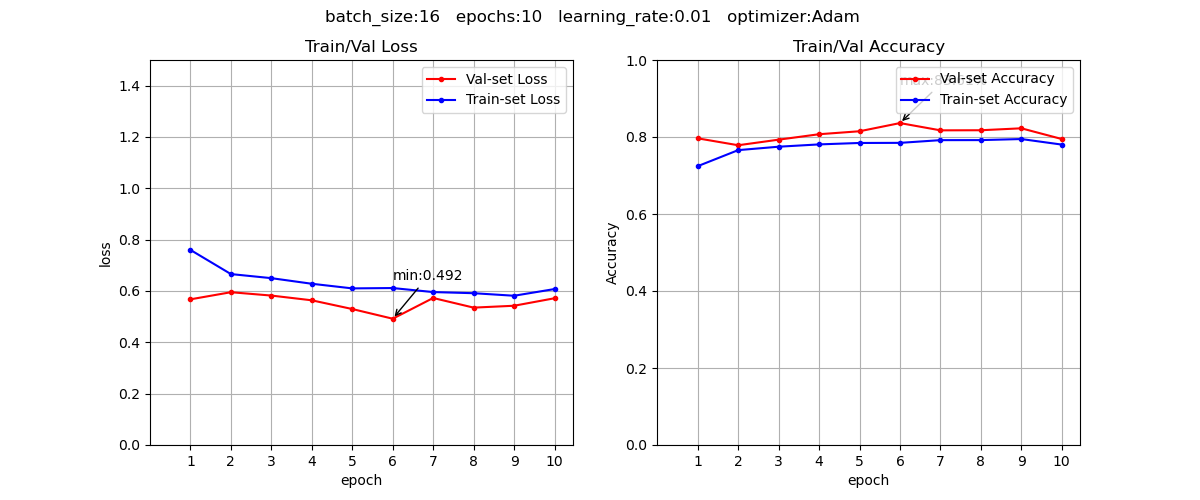 batch_size:16 epochs:10 learning_rate:0.01 optimizer:Adam
Train/Val Loss
1.4
1.2
1.0
0.8
0.6
0.4
0.2
0.0
loss
Val-set Loss
Train-set Loss
min:0.492
1 2 3 4 5 6 7 8 9 10
epoch
Train/Val Accuracy
1.0
0.8
0.6
0.4
0.2
0.0
Accuracy
Val-set Accuracy
Train-set Accuracy
1 2 3 4 5 6 7 8 9 10
epoch